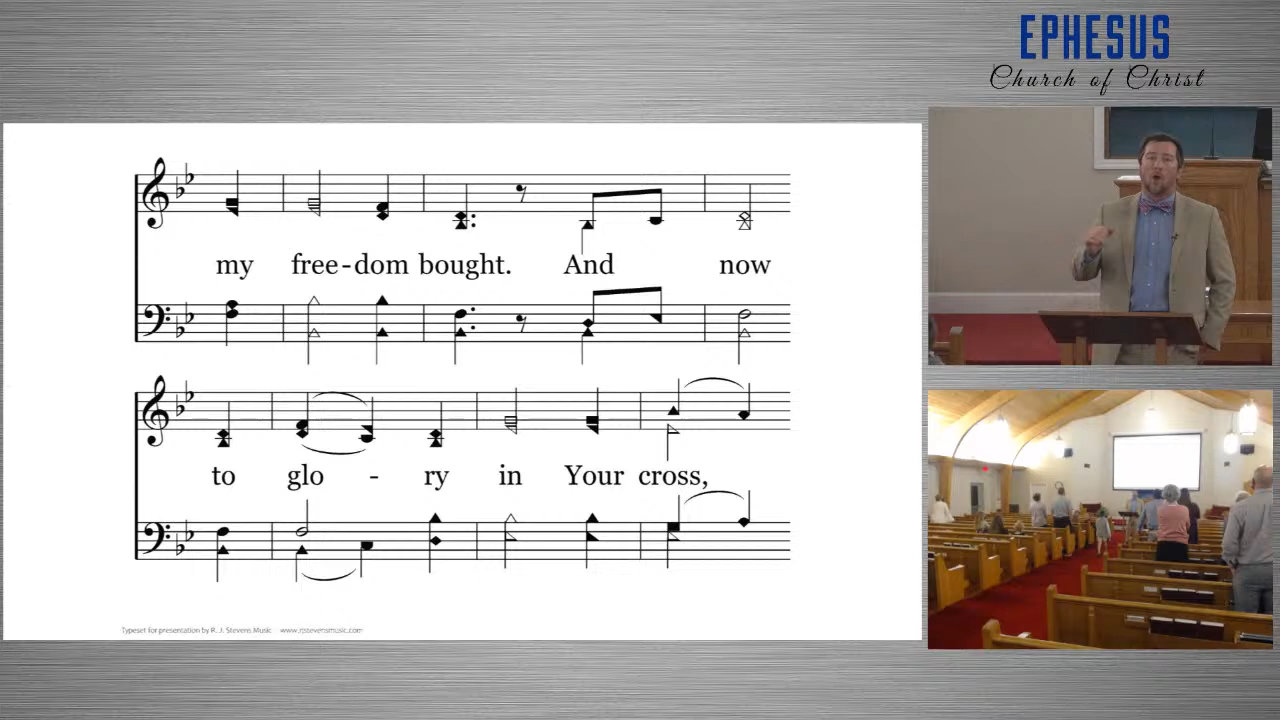 EPHESUS
Church of Christ
my free-dom bought. And now
to glo - ry in Your cross,
Typeset for presentation by R. J. Stevens Music www.rjstevensmusic.com